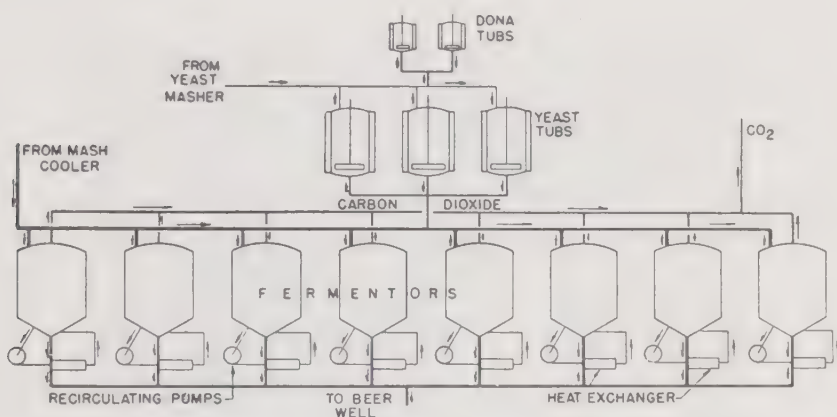 DONA
TUBS
FROM
YEAST
MASHER
YEAST
TUBS
CO2
FROM MASH
COOLER
CARBON DIOXIDE
FERMENTORS
RECIRCULATING PUMPS
TO BEER
WELL
HEAT EXCHANGER